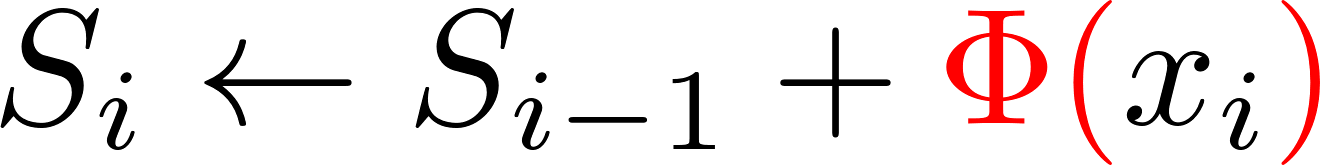 S_i ← S_{i−1} + Φ(x_i)